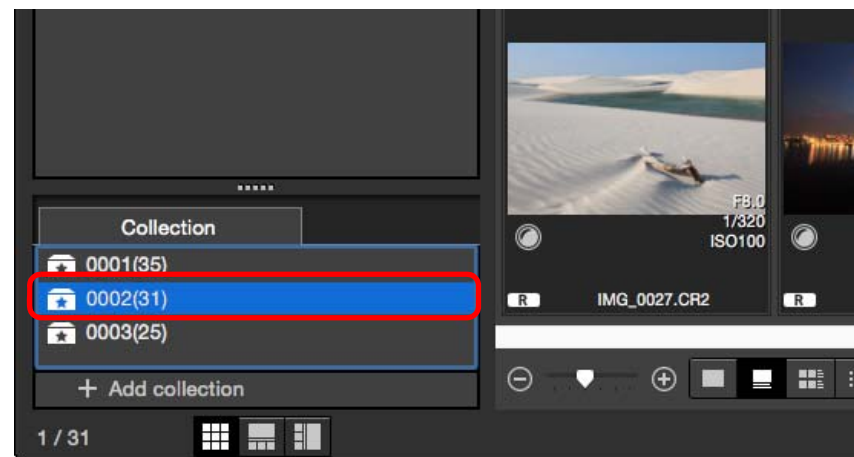 Collection
0001(35)
0002(31)
0003(25)
+ Add collection
1 / 31
F8.0
1/320
ISO100
R IMG_0027.CR2
R